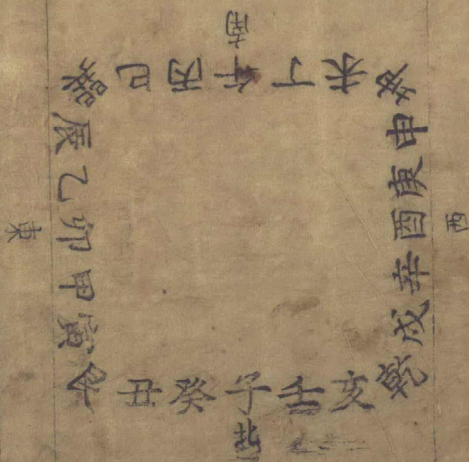 南
巽巳丙午丁未坤
辰乙卯甲寅
東
申庚酉辛戌
西
艮丑癸子壬亥乾
北